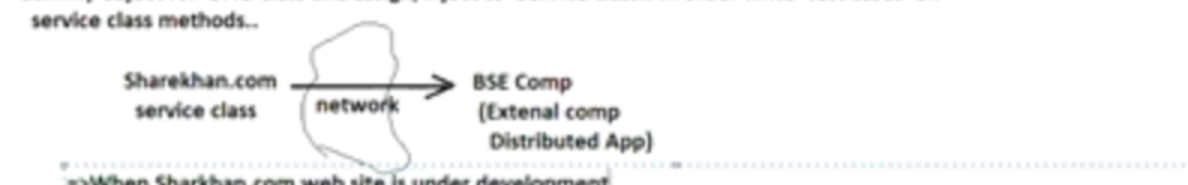 service class methods..
Sharekhan.com
service class
network
BSE Comp
(Extenal comp
Distributed App)
=>When Sharkhan.com web site is under development